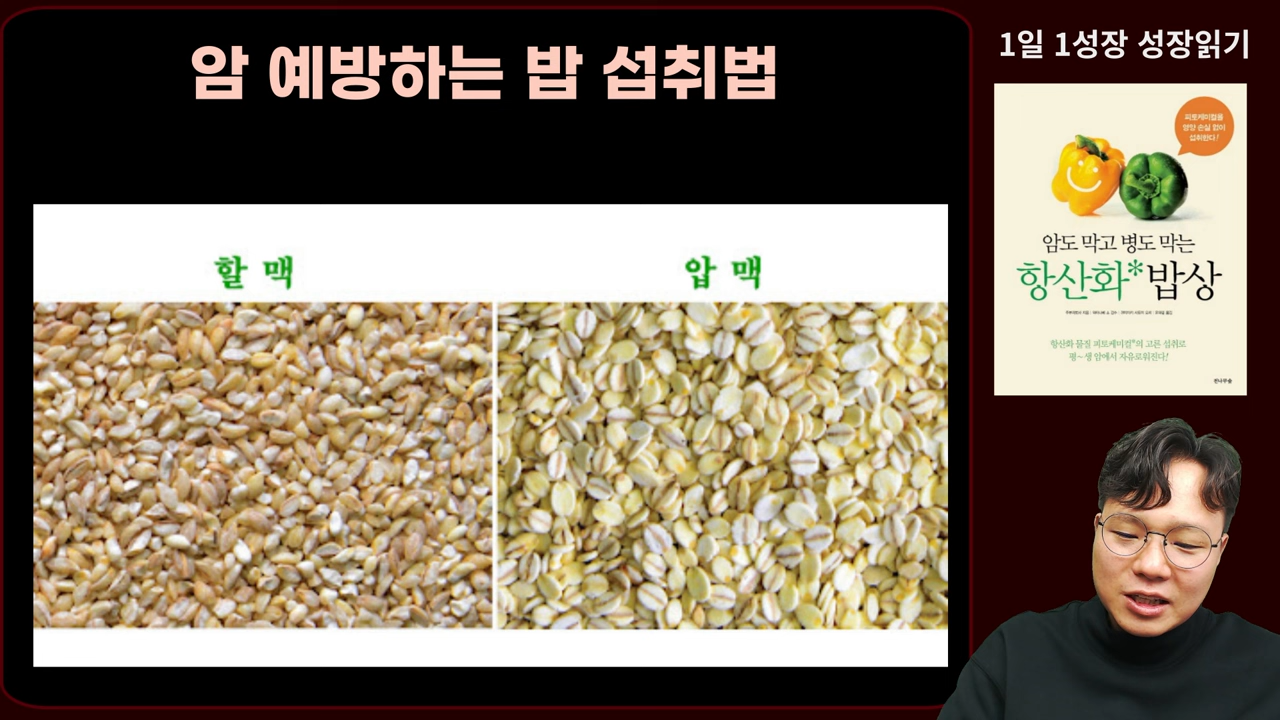 암 예방하는 밥 섭취법
할 맥
압 맥
1일 1성장 성장읽기
피토케미컬을
영양 손실 없이
섭취한다!
암도 막고 병도 막는
항산화*밥상
항산화 물질 피토케미컬*의 고른 섭취로
평~생 암에서 자유로워진다!
전나무숲